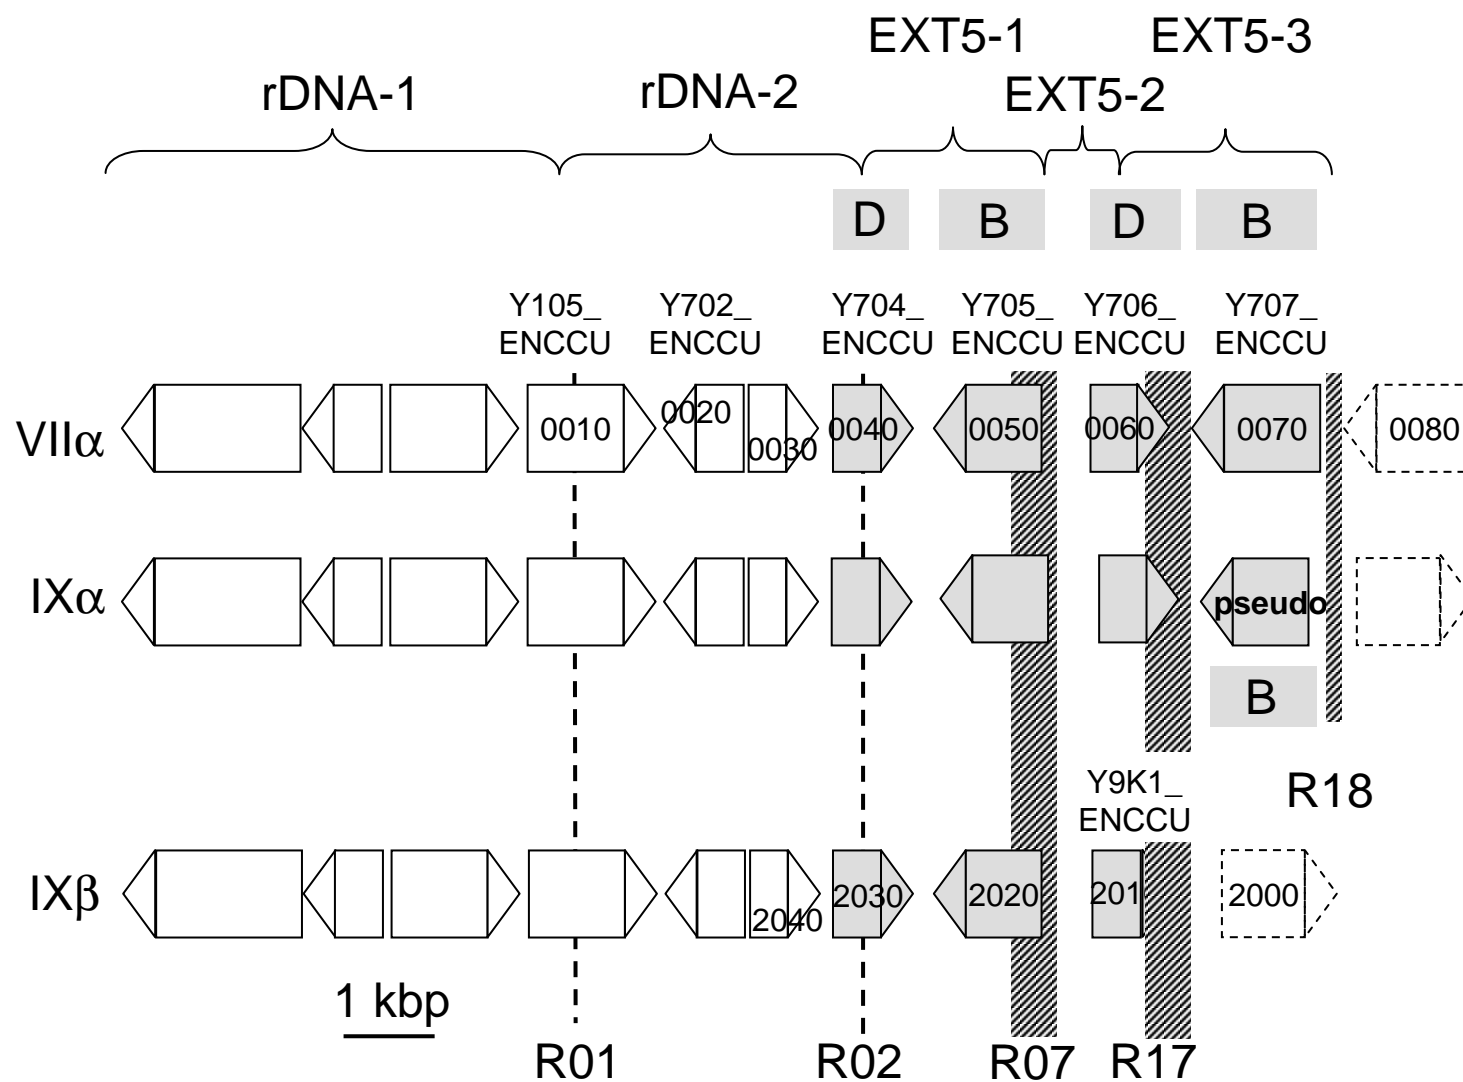 EXT5-1 EXT5-3
rDNA-1 rDNA-2 EXT5-2
D B D B
Y105_ Y702_ Y704_ Y705_ Y706_ Y707_
ENCCU ENCCU ENCCU ENCCU ENCCU ENCCU
VIIα 0010 0020 0030 0040 0050 0060 0070 0080
IXα pseudo
B
Y9K1_
ENCCU
R18
IXβ 2040 2030 2020 201 2000
1 kbp
R01 R02 R07 R17